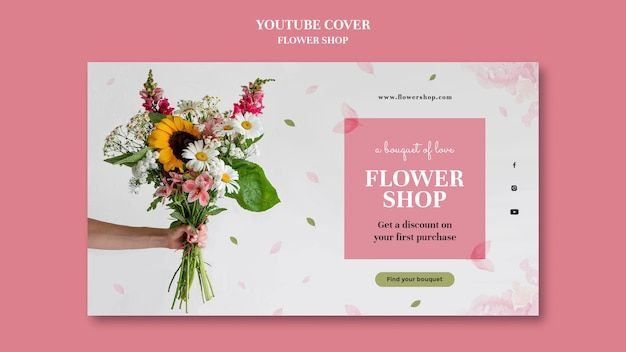 YOUTUBE COVER
FLOWER SHOP
www.flowershop.com
a bouquet of love
FLOWER
SHOP
Get a discount on
your first purchase
Find your bouquet